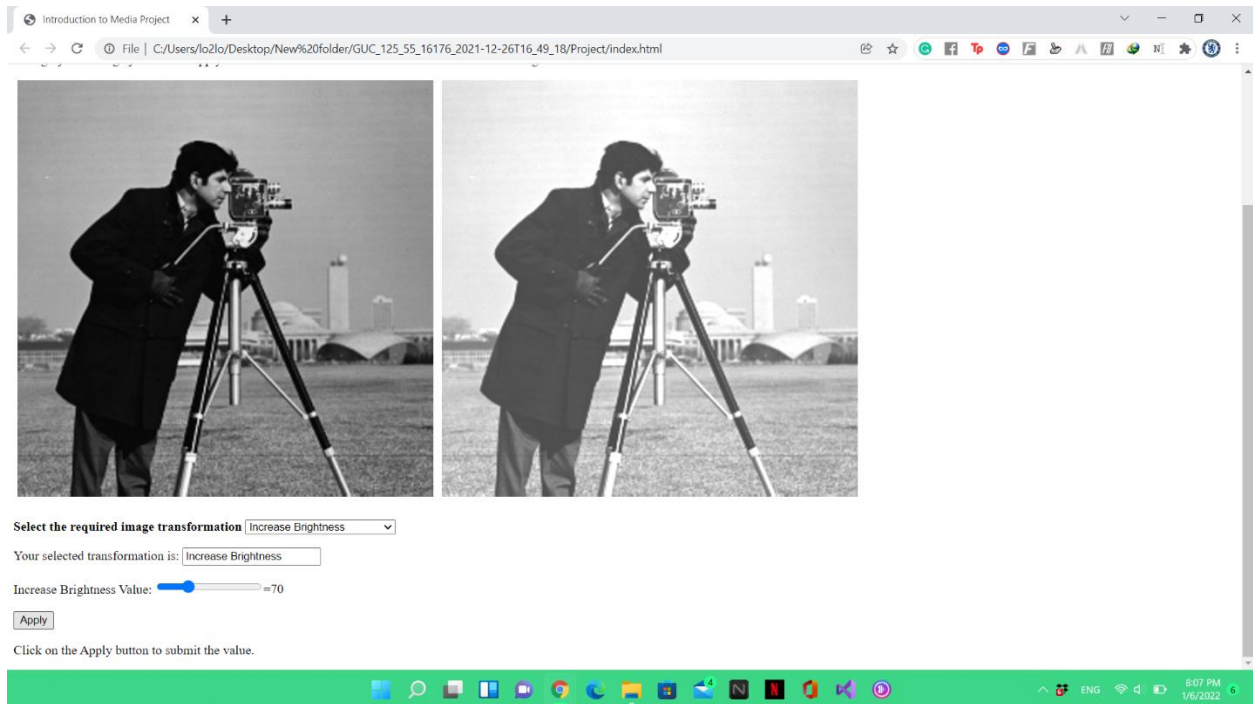 Introduction to Media Project
File | C:/Users/lo2lo/Desktop/New%20folder/GUC_125_55_16176_2021-12-26T16_49_18/Project/index.html
Select the required image transformation Increase Brightness
Your selected transformation is: Increase Brightness
Increase Brightness Value: =70
Apply
Click on the Apply button to submit the value.
4
ENG
8:07 PM
1/6/2022
6